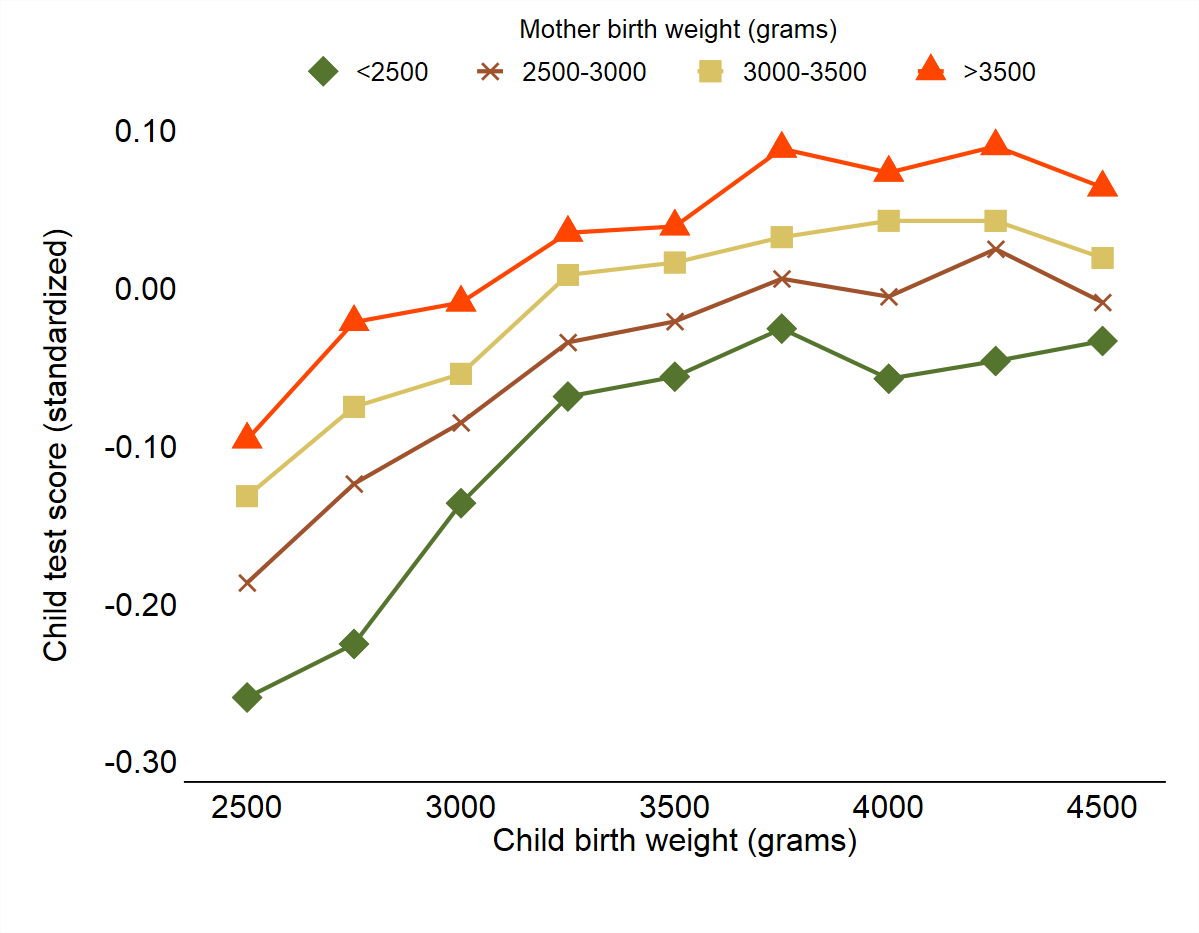 Mother birth weight (grams)
<2500 2500-3000 3000-3500 >3500
0.10
0.00
-0.10
-0.20
-0.30
Child test score (standardized)
2500 3000 3500 4000 4500
Child birth weight (grams)